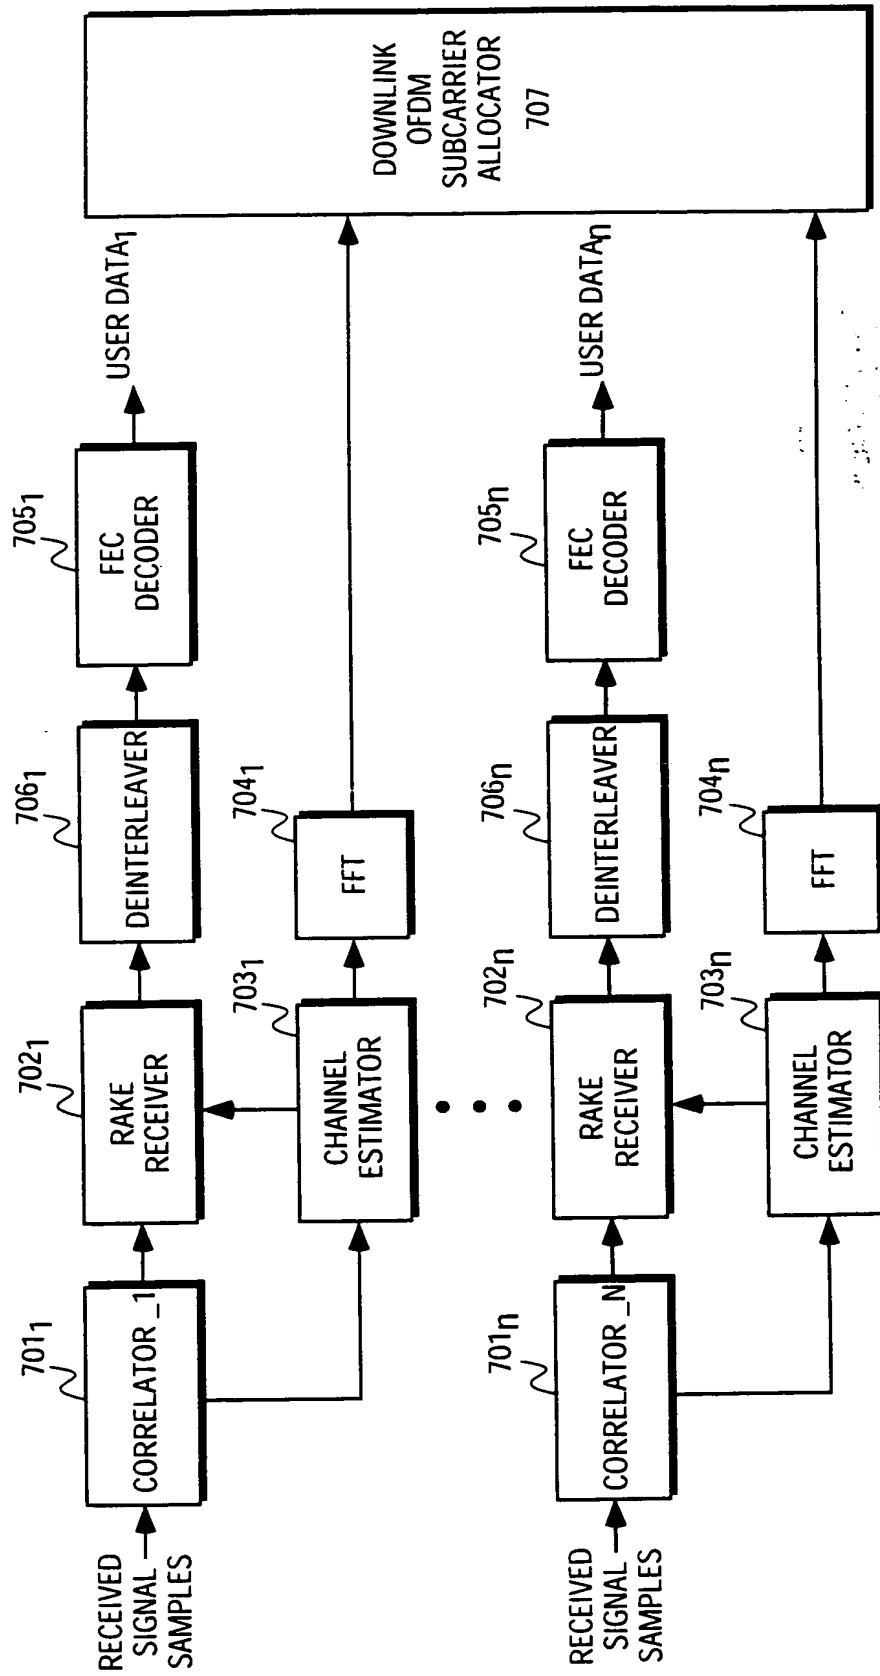 RECEIVED
SIGNAL
SAMPLES
701₁
CORRELATOR_1
702₁
RAKE
RECEIVER
703₁
CHANNEL
ESTIMATOR
706₁
DEINTERLEAVER
704₁
FFT
705₁
FEC
DECODER
USER DATA₁
DOWNLINK
OFDM
SUBCARRIER
ALLOCATOR
707
RECEIVED
SIGNAL
SAMPLES
701ₙ
CORRELATOR_N
702ₙ
RAKE
RECEIVER
703ₙ
CHANNEL
ESTIMATOR
706ₙ
DEINTERLEAVER
704ₙ
FFT
705ₙ
FEC
DECODER
USER DATAₙ